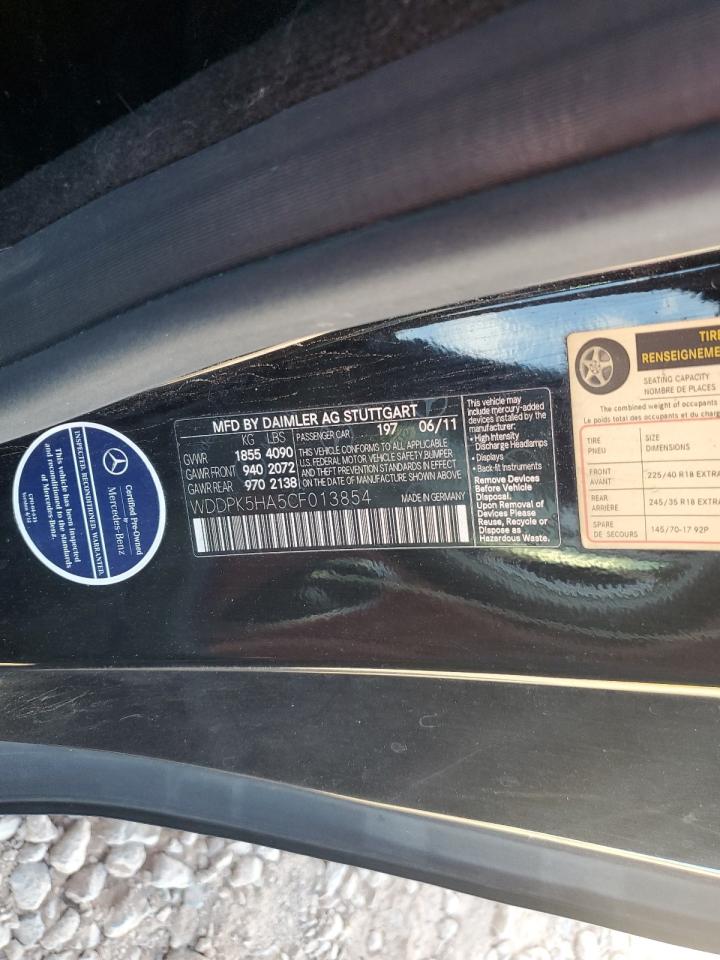 MFD BY DAIMLER AG STUTTGART
KG LBS PASSENGER CAR 197 06/11
GVWR 1855 4090
GAWR FRONT 940 2072
GAWR REAR 970 2138
THIS VEHICLE CONFORMS TO ALL APPLICABLE
U.S. FEDERAL MOTOR VEHICLE SAFETY, BUMPER,
AND THEFT PREVENTION STANDARDS IN EFFECT
ON THE DATE OF MANUFACTURE SHOWN ABOVE.
WDDPK5HA5CF013854
MADE IN GERMANY
This vehicle may
include mercury-added
devices installed by the
manufacturer:
• High Intensity
Discharge Headlamps
• Displays
• Back-lit Instruments
Remove Devices
Before Vehicle
Disposal.
Upon Removal of
Devices Please
Reuse, Recycle or
Dispose as
Hazardous Waste.
Certified Pre-Owned
by
Mercedes-Benz
INSPECTED. RECONDITIONED. WARRANTED.
This vehicle has been inspected
and reconditioned to the standards
of Mercedes-Benz.
TIRE
RENSEIGNEME
SEATING CAPACITY
NOMBRE DE PLACES
The combined weight of occupants
Le poids total des occupants et du charg
TIRE
PNEU
SIZE
DIMENSIONS
FRONT
AVANT
225/40 R18 EXTRA
REAR
ARRIÈRE
245/35 R18 EXTRA
SPARE
DE SECOURS
145/70-17 92P